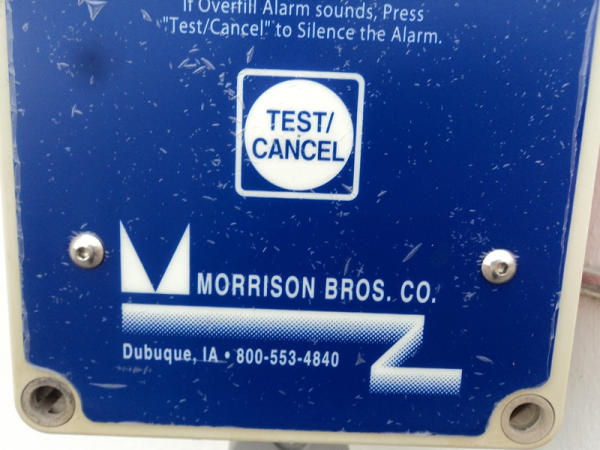 If Overfill Alarm sounds, Press
"Test/Cancel" to Silence the Alarm.
TEST/
CANCEL
MORRISON BROS. CO.
Dubuque, IA • 800-553-4840